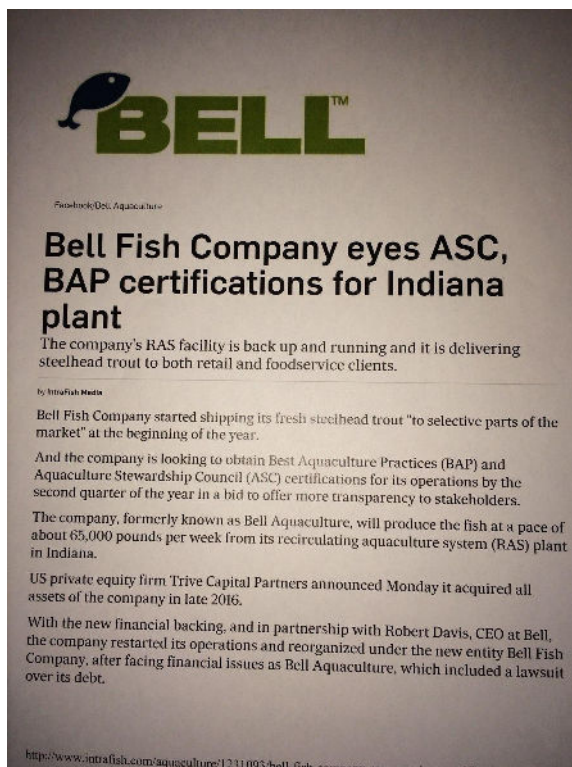 BELL™
Facebook/Bell Aquaculture
Bell Fish Company eyes ASC,
BAP certifications for Indiana
plant
The company's RAS facility is back up and running and it is delivering
steelhead trout to both retail and foodservice clients.
by IntraFish Media
Bell Fish Company started shipping its fresh steelhead trout "to selective parts of the
market" at the beginning of the year.
And the company is looking to obtain Best Aquaculture Practices (BAP) and
Aquaculture Stewardship Council (ASC) certifications for its operations by the
second quarter of the year in a bid to offer more transparency to stakeholders.
The company, formerly known as Bell Aquaculture, will produce the fish at a pace of
about 65,000 pounds per week from its recirculating aquaculture system (RAS) plant
in Indiana.
US private equity firm Trive Capital Partners announced Monday it acquired all
assets of the company in late 2016.
With the new financial backing, and in partnership with Robert Davis, CEO at Bell,
the company restarted its operations and reorganized under the new entity Bell Fish
Company, after facing financial issues as Bell Aquaculture, which included a lawsuit
over its debt.
http://www.intrafish.com/aquaculture/1231093/bell-fish